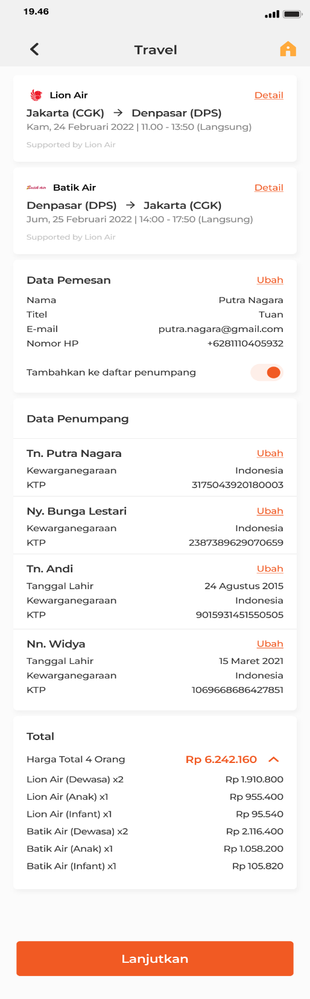 19.46
Travel
Lion Air Detail
Jakarta (CGK) → Denpasar (DPS)
Kam, 24 Februari 2022 | 11.00 - 13:50 (Langsung)
Supported by Lion Air
Batik Air Batik Air Detail
Denpasar (DPS) → Jakarta (CGK)
Jum, 25 Februari 2022 | 14:00 - 17:50 (Langsung)
Supported by Lion Air
Data Pemesan Ubah
Nama Putra Nagara
Titel Tuan
E-mail putra.nagara@gmail.com
Nomor HP +6281110405932
Tambahkan ke daftar penumpang
Data Penumpang
Tn. Putra Nagara Ubah
Kewarganegaraan Indonesia
KTP 3175043920180003
Ny. Bunga Lestari Ubah
Kewarganegaraan Indonesia
KTP 2387389629070659
Tn. Andi Ubah
Tanggal Lahir 24 Agustus 2015
Kewarganegaraan Indonesia
KTP 9015931451550505
Nn. Widya Ubah
Tanggal Lahir 15 Maret 2021
Kewarganegaraan Indonesia
KTP 1069668686427851
Total
Harga Total 4 Orang Rp 6.242.160
Lion Air (Dewasa) x2 Rp 1.910.800
Lion Air (Anak) x1 Rp 955.400
Lion Air (Infant) x1 Rp 95.540
Batik Air (Dewasa) x2 Rp 2.116.400
Batik Air (Anak) x1 Rp 1.058.200
Batik Air (Infant) x1 Rp 105.820
Lanjutkan